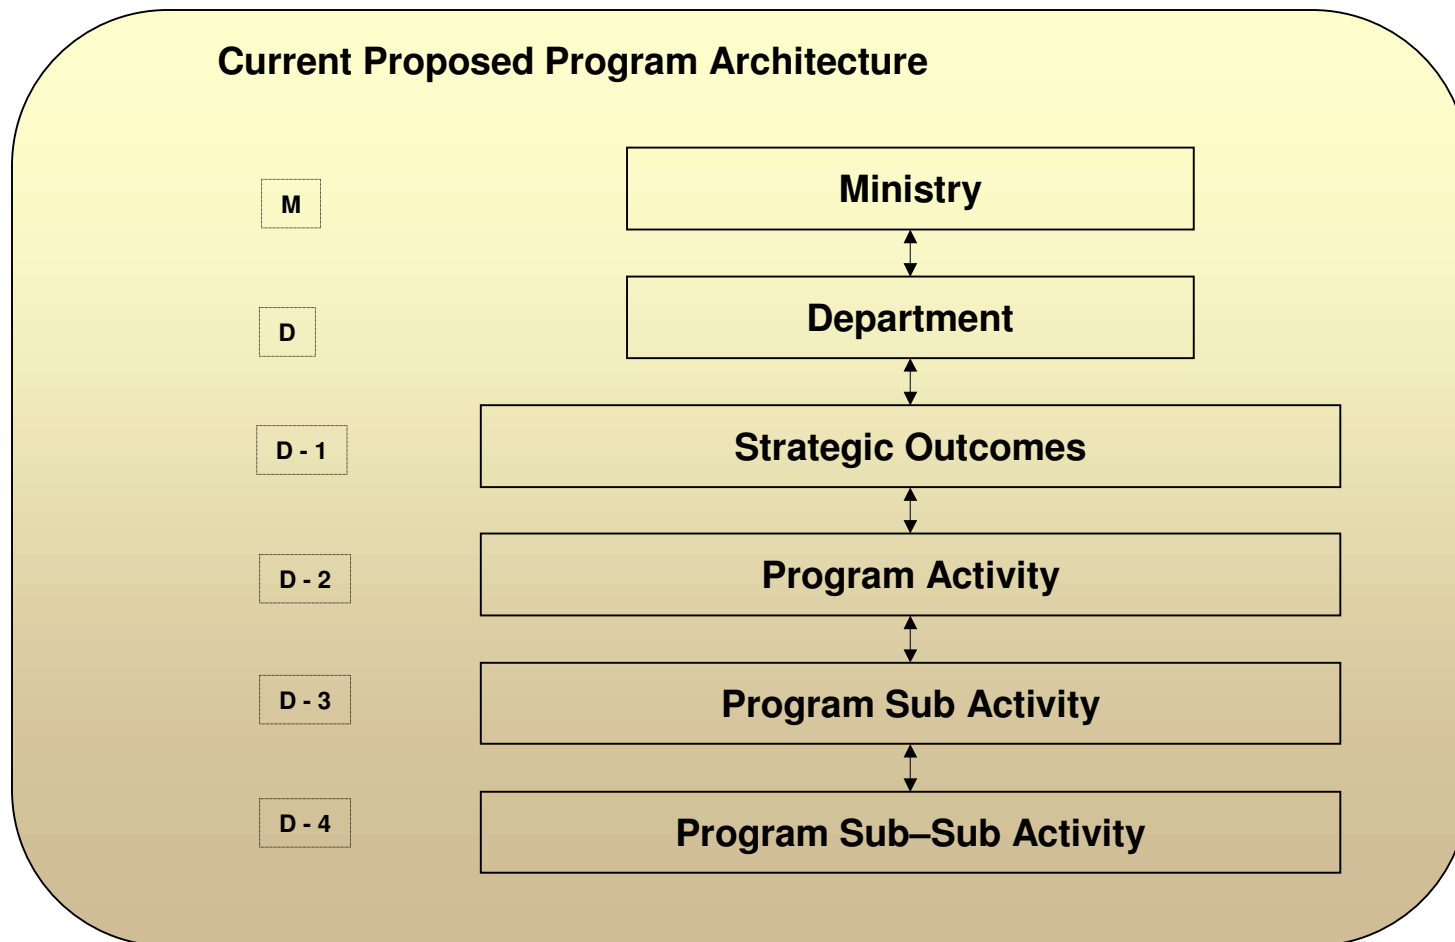 Current Proposed Program Architecture
M
Ministry
D
Department
D - 1
Strategic Outcomes
D - 2
Program Activity
D - 3
Program Sub Activity
D - 4
Program Sub–Sub Activity